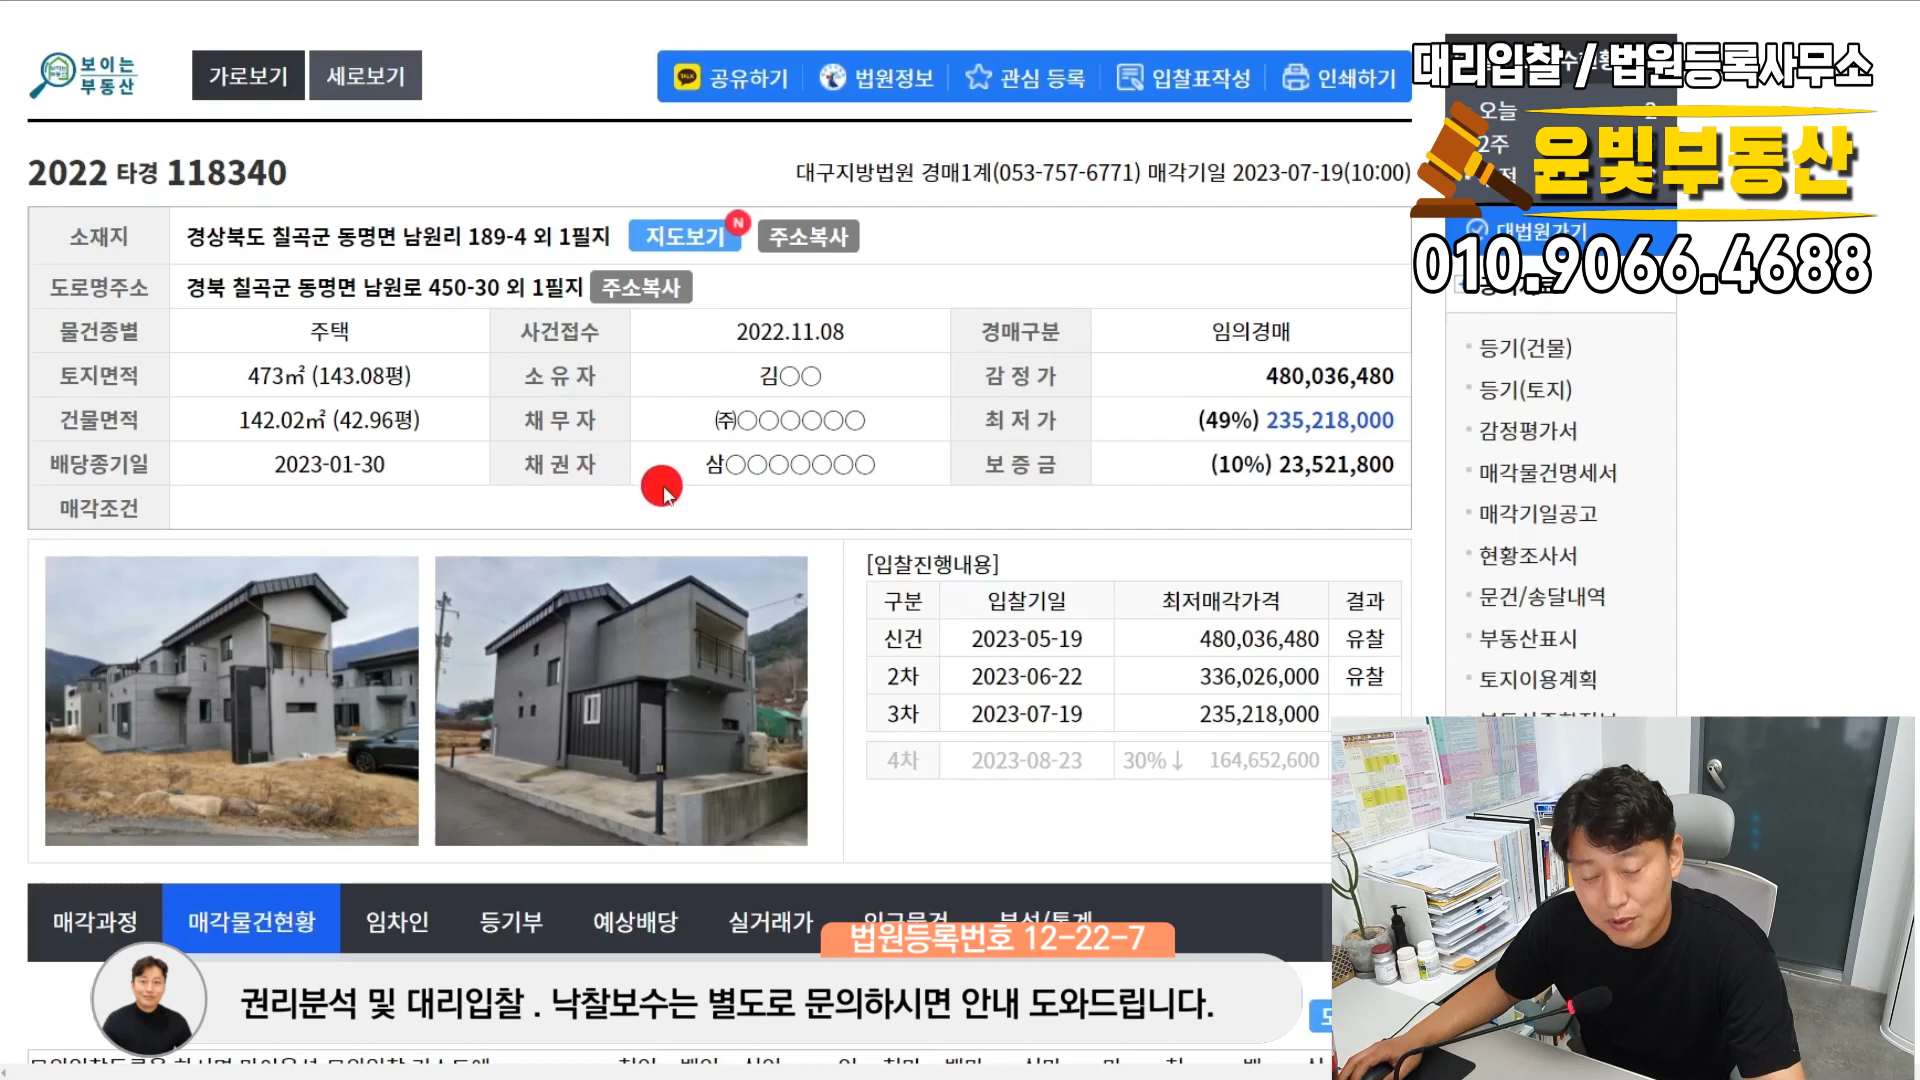 보이는
부동산
가로보기
세로보기
공유하기
법원정보
관심 등록
입찰표작성
인쇄하기
대리입찰 / 법원등록사무소
윤빛부동산
010.9066.4688
오늘 2
2주
대법원가기
2022 타경 118340
대구지방법원 경매1계(053-757-6771) 매각기일 2023-07-19(10:00)
소재지 경상북도 칠곡군 동명면 남원리 189-4 외 1필지 지도보기 N 주소복사
도로명주소 경북 칠곡군 동명면 남원로 450-30 외 1필지 주소복사
물건종별 주택 사건접수 2022.11.08 경매구분 임의경매
토지면적 473㎡ (143.08평) 소 유 자 김○○ 감 정 가 480,036,480
건물면적 142.02㎡ (42.96평) 채 무 자 ㈜○○○○○○ 최 저 가 (49%) 235,218,000
배당종기일 2023-01-30 채 권 자 삼○○○○○○○ 보 증 금 (10%) 23,521,800
매각조건
[입찰진행내용]
구분 입찰기일 최저매각가격 결과
신건 2023-05-19 480,036,480 유찰
2차 2023-06-22 336,026,000 유찰
3차 2023-07-19 235,218,000
4차 2023-08-23 30%↓ 164,652,600
등기(건물)
등기(토지)
감정평가서
매각물건명세서
매각기일공고
현황조사서
문건/송달내역
부동산표시
토지이용계획
매각과정 매각물건현황 임차인 등기부 예상배당 실거래가
법원등록번호 12-22-7
권리분석 및 대리입찰 . 낙찰보수는 별도로 문의하시면 안내 도와드립니다.